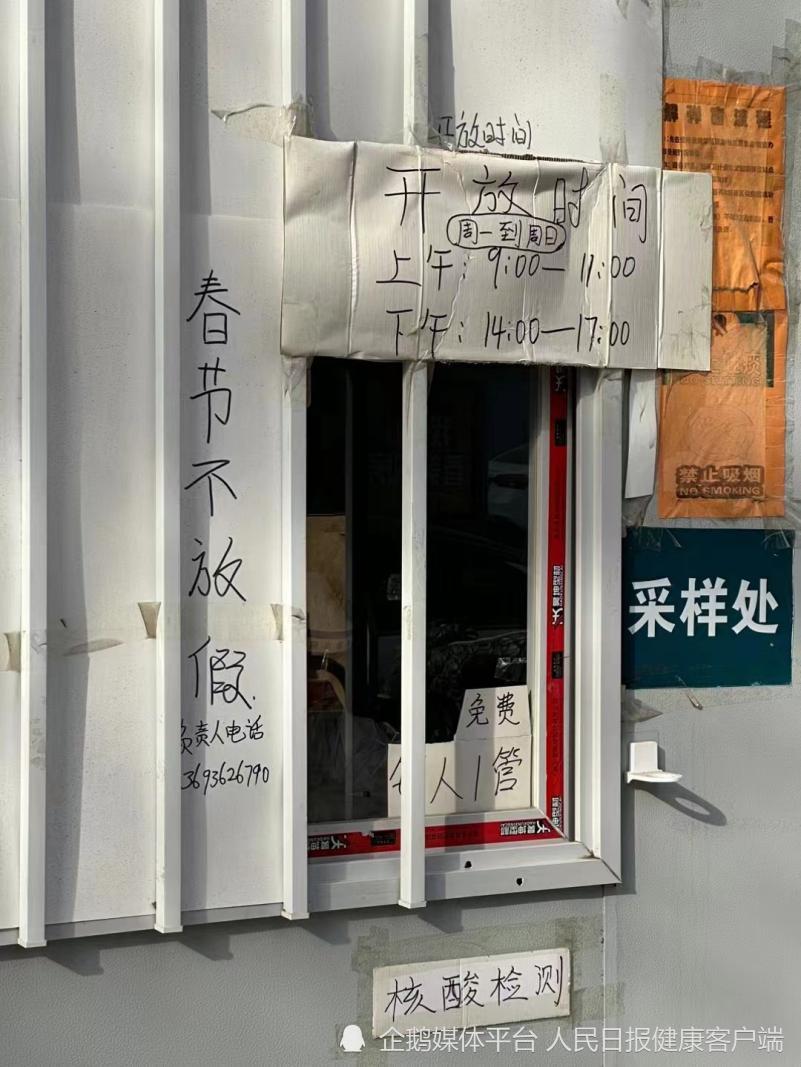 开放时间
开放时间
周一到周日
上午：9:00—11:00
下午：14:00—17:00
春节不放假
负责人电话
3693626790
免费
人1管
采样处
禁止吸烟
NO SMOKING
核酸检测
企鹅媒体平台 人民日报健康客户端